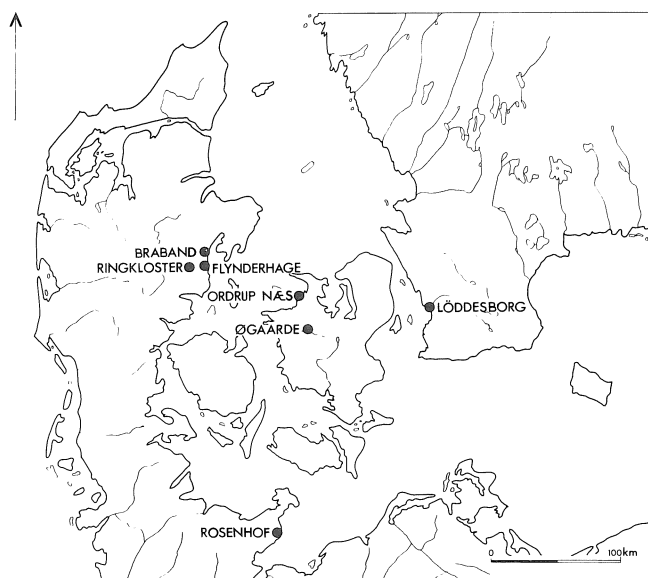 BRABAND
RINGKLOSTER
FLYNDERHAGE
ORDRUP NÆS
ØGAARDE
LÖDDESBORG
ROSENHOF
0 100km